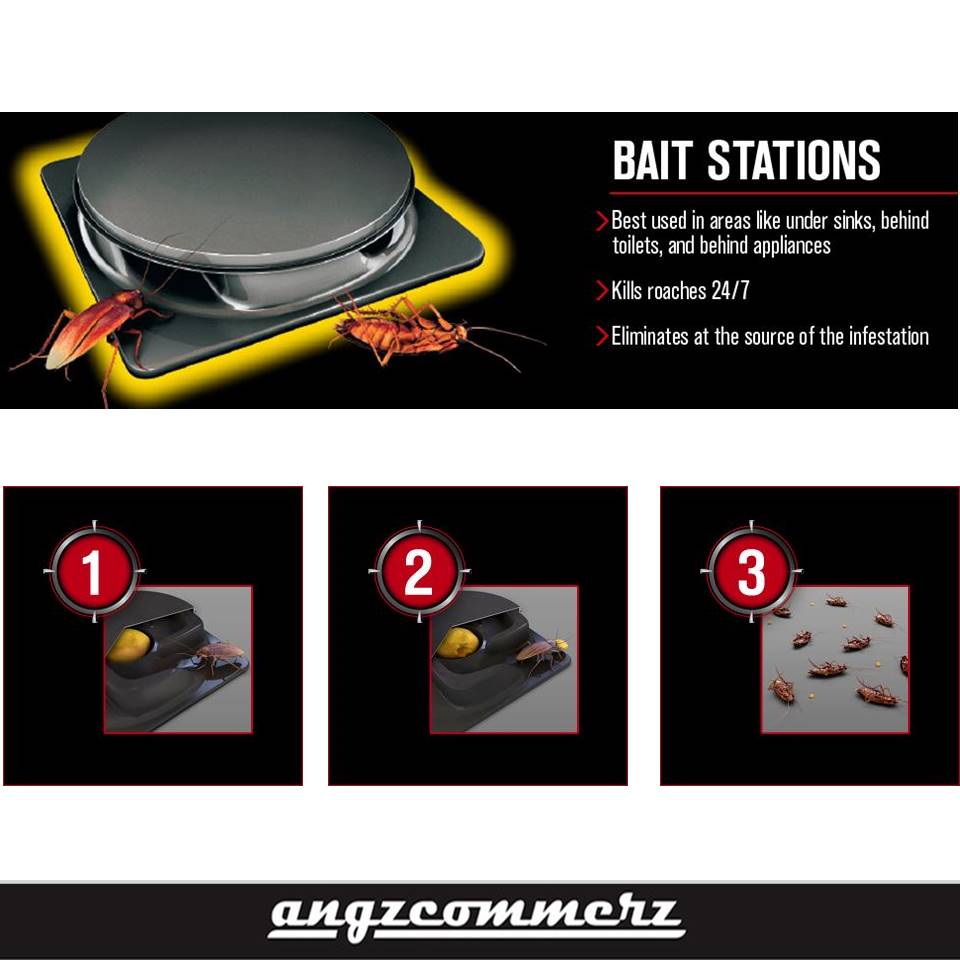 BAIT STATIONS
Best used in areas like under sinks, behind
toilets, and behind appliances
Kills roaches 24/7
Eliminates at the source of the infestation
1
2
3
angzcommerz